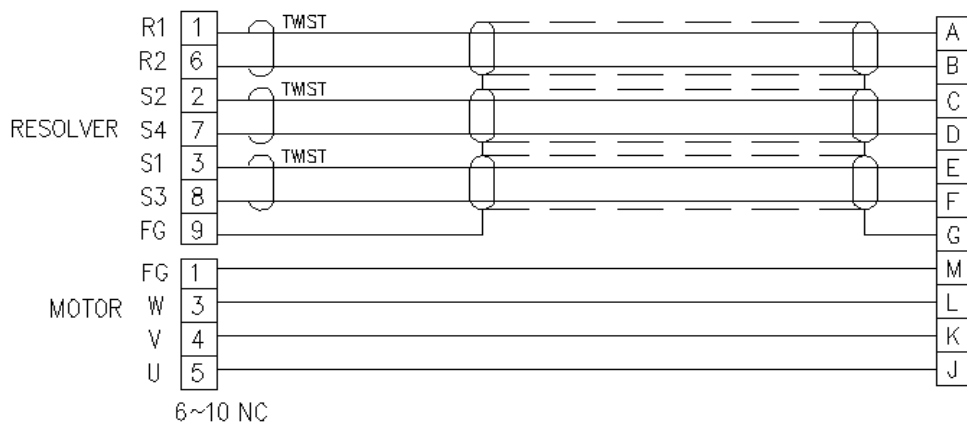 R1 1 TWIST A
R2 6 B
S2 2 TWIST C
RESOLVER S4 7 D
S1 3 TWIST E
S3 8 F
FG 9 G
FG 1 M
MOTOR W 3 L
V 4 K
U 5 J
6~10 NC